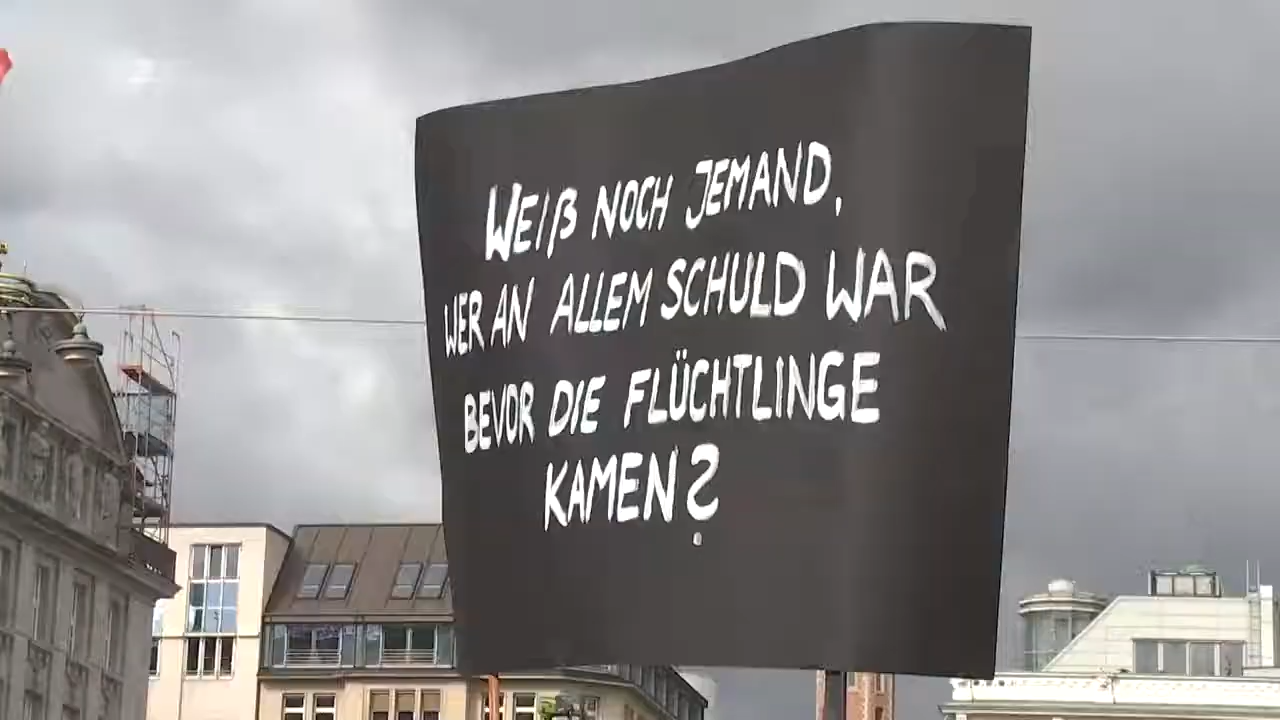 WEIß NOCH JEMAND,
WER AN ALLEM SCHULD WAR
BEVOR DIE FLÜCHTLINGE
KAMEN?